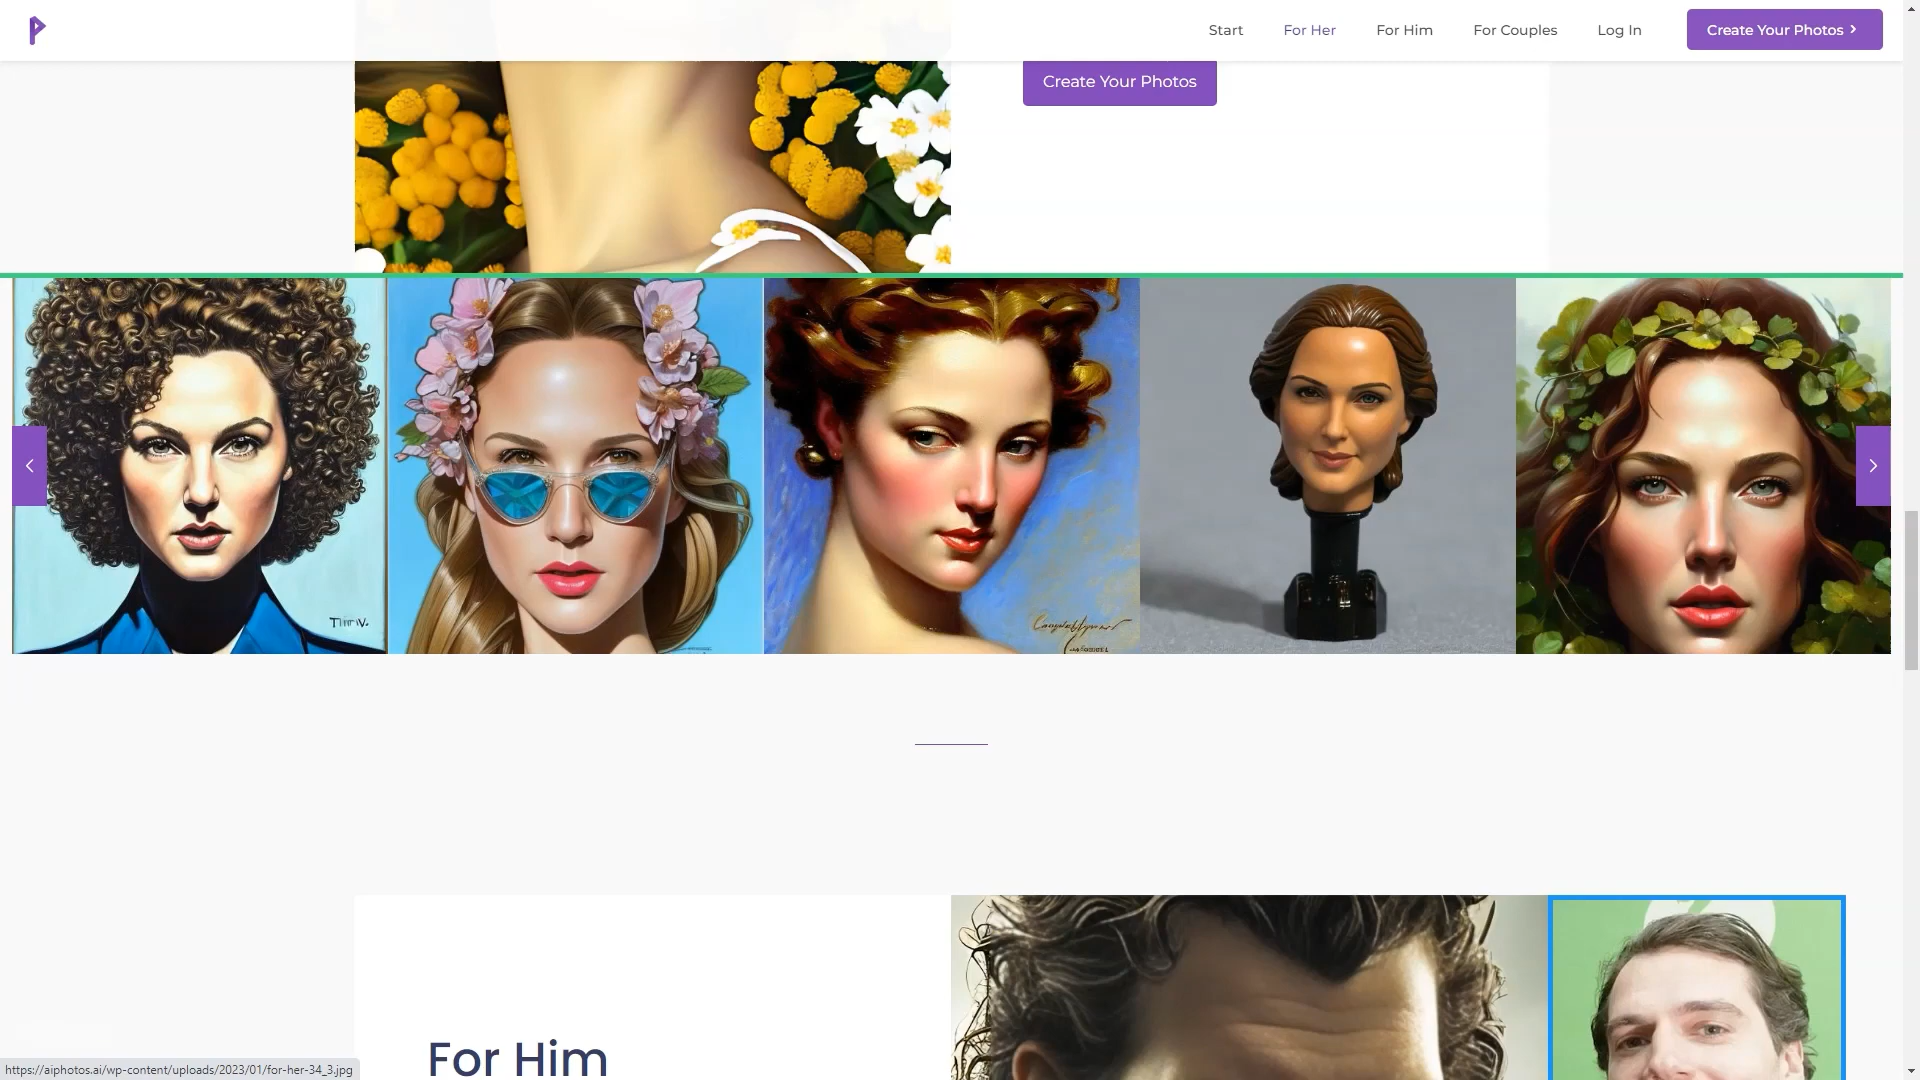 Start For Her For Him For Couples Log In Create Your Photos
Create Your Photos
For Him
https://aiphotos.ai/wp-content/uploads/2023/01/for-her-34_3.jpg